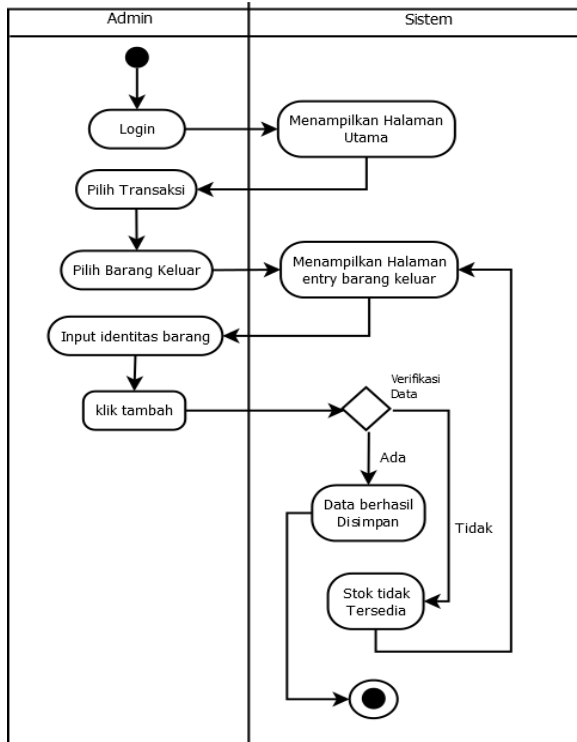 Admin
Sistem
Login
Menampilkan Halaman
Utama
Pilih Transaksi
Pilih Barang Keluar
Menampilkan Halaman
entry barang keluar
Input identitas barang
klik tambah
Verifikasi
Data
Ada
Data berhasil
Disimpan
Tidak
Stok tidak
Tersedia